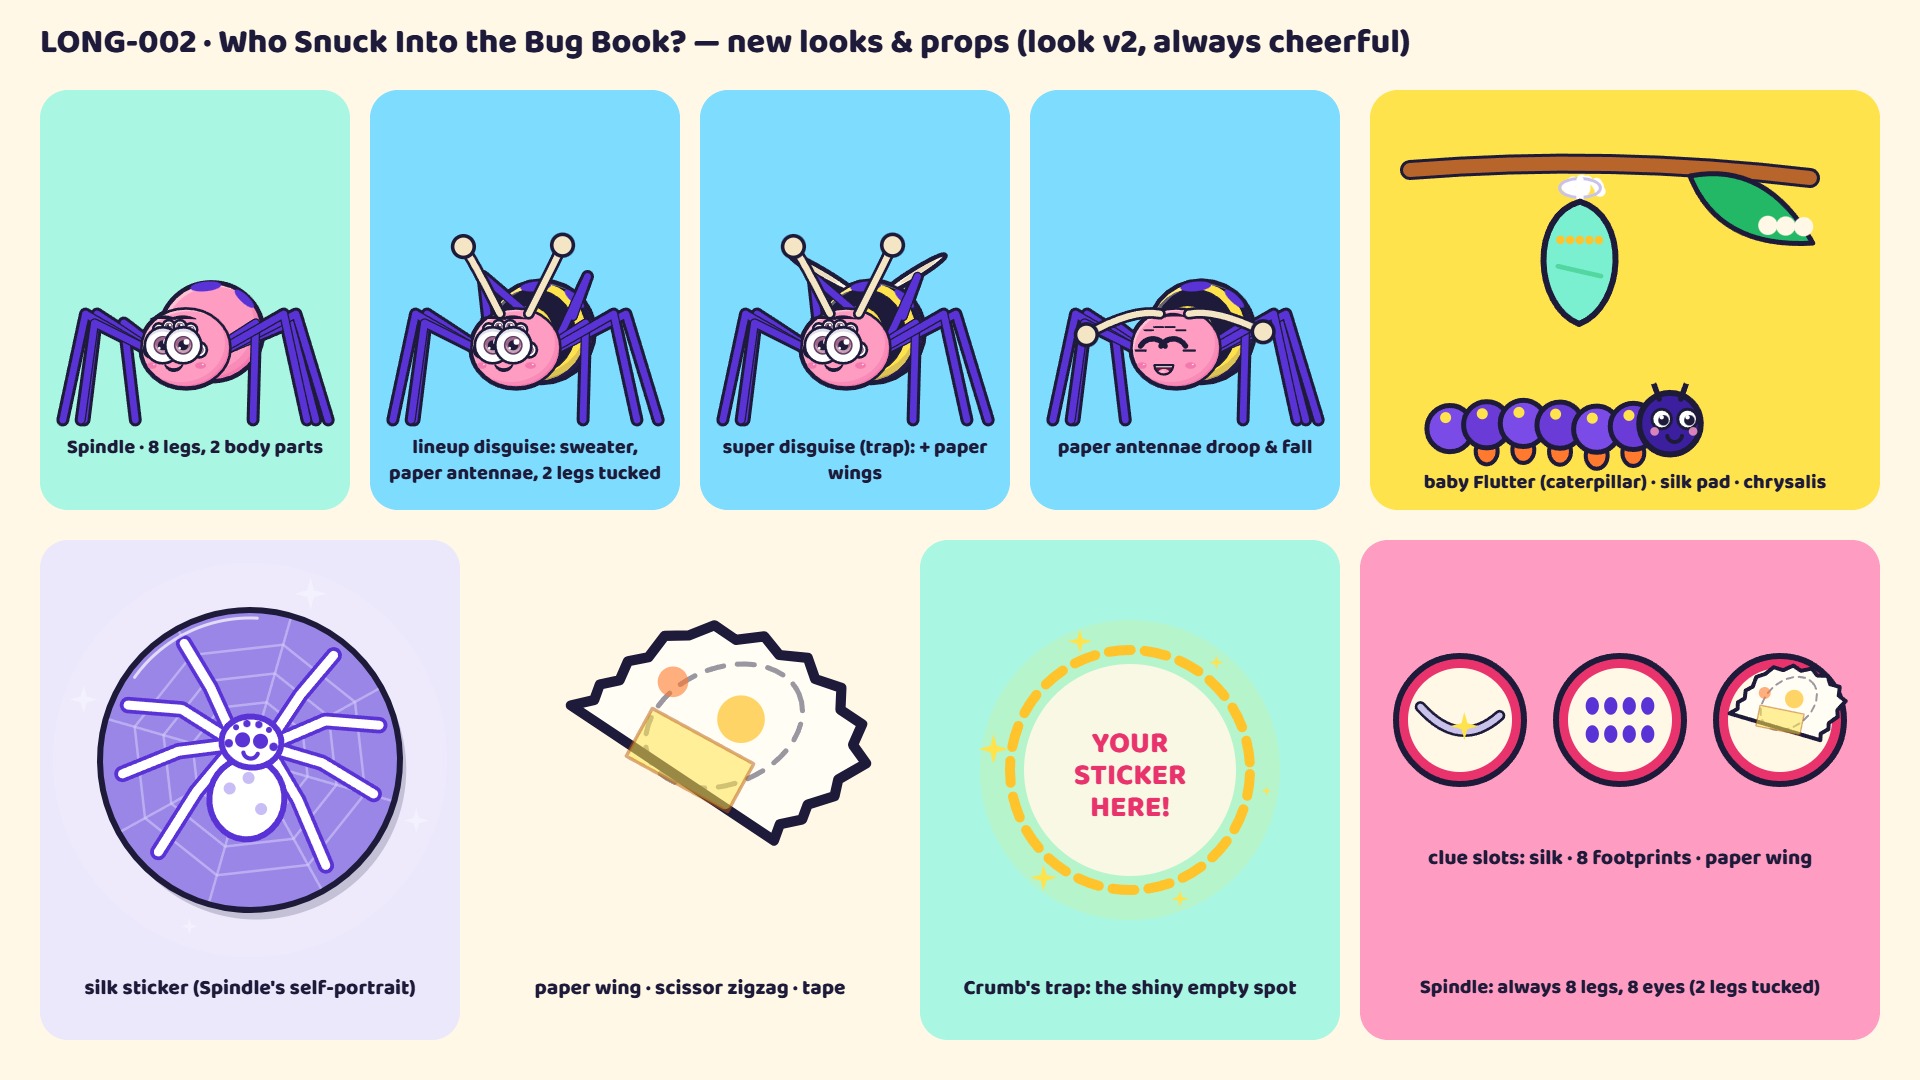 LONG-002 · Who Snuck Into the Bug Book? — new looks & props (look v2, always cheerful)
Spindle · 8 legs, 2 body parts
lineup disguise: sweater,
paper antennae, 2 legs tucked
super disguise (trap): + paper
wings
paper antennae droop & fall
baby Flutter (caterpillar) · silk pad · chrysalis
YOUR
STICKER
HERE!
clue slots: silk · 8 footprints · paper wing
silk sticker (Spindle's self-portrait)
paper wing · scissor zigzag · tape
Crumb's trap: the shiny empty spot
Spindle: always 8 legs, 8 eyes (2 legs tucked)